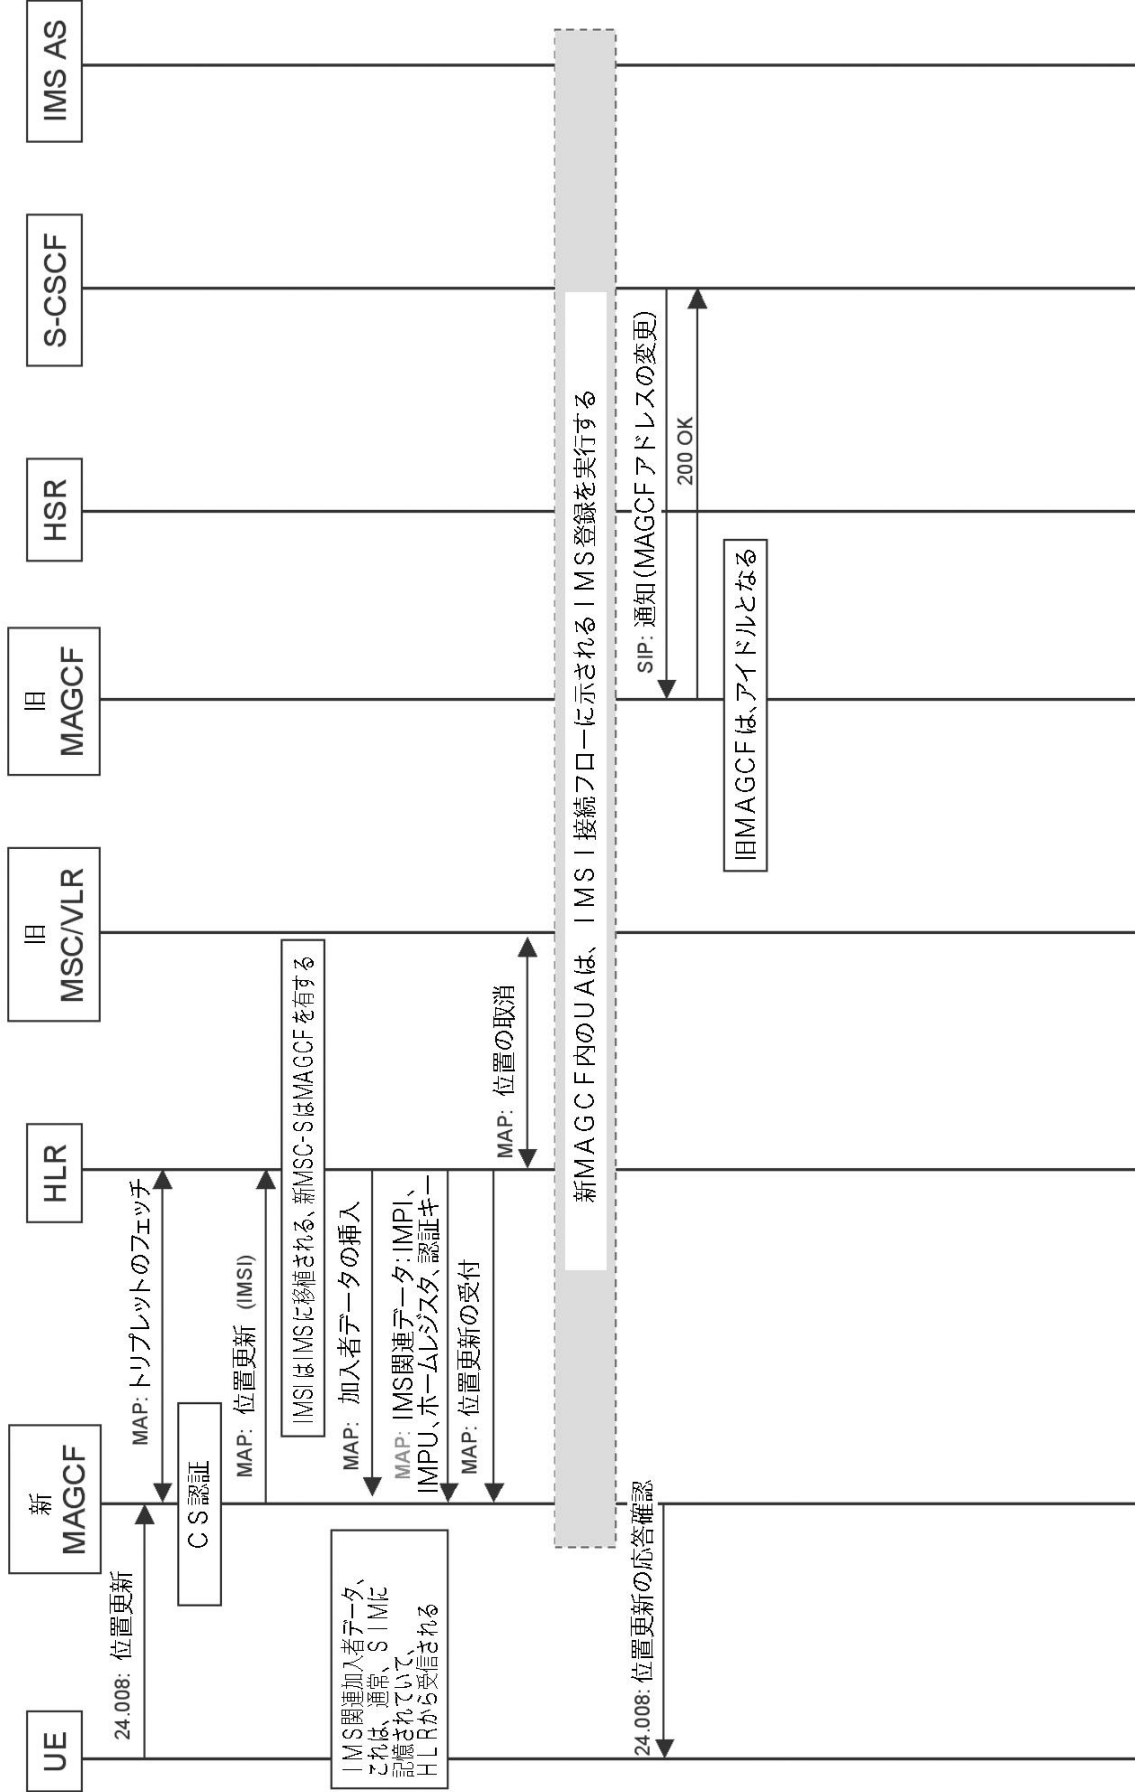 UE
新
MAGCF
HLR
旧
MSC/VLR
旧
MAGCF
HSR
S-CSCF
IMS AS
24.008: 位置更新
MAP: トリプレットのフェッチ
CS認証
MAP: 位置更新 (IMSI)
IMSIはIMSに移植される、新MSC-SはMAGCFを有する
IMS関連加入者データ、
これは、通常、SIMに
記憶されていて、
HLRから受信される
MAP: 加入者データの挿入
MAP: IMS関連データ:IMPI、
IMPU、ホームレジスタ、認証キー
MAP: 位置更新の受付
MAP: 位置の取消
新MAGCF内のUAは、IMSI接続フローに示されるIMS登録を実行する
24.008: 位置更新の応答確認
SIP: 通知(MAGCFアドレスの変更)
200 OK
旧MAGCFは、アイドルとなる